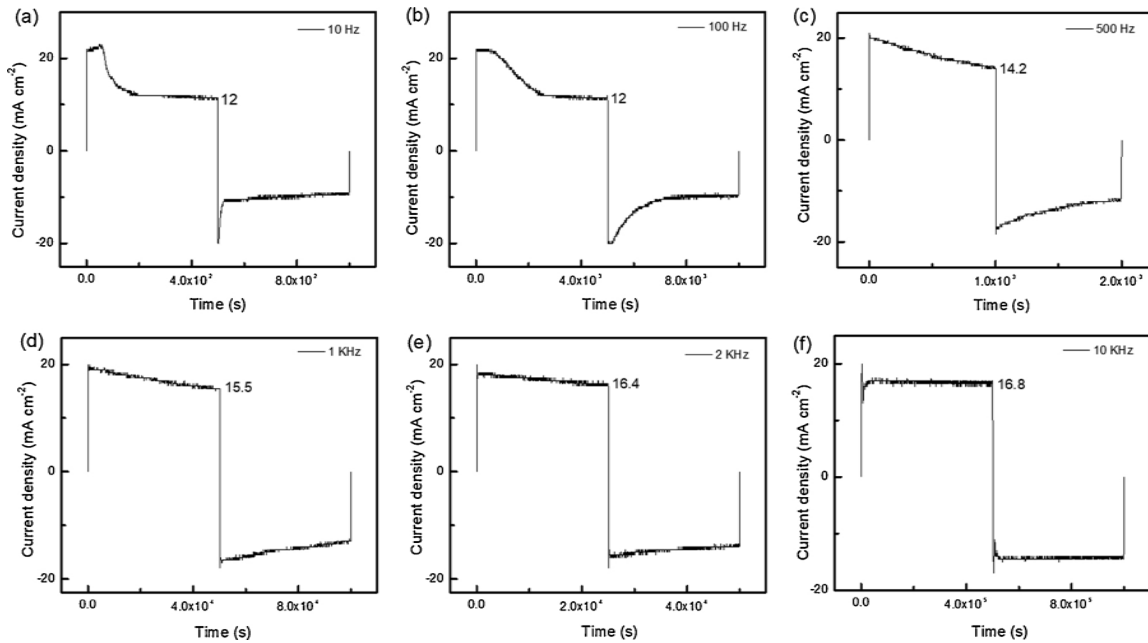 (a)
10 Hz
20
0
-20
12
0.0
4.0x10²
8.0x10²
Current density (mA cm⁻²)
Time (s)
(b)
100 Hz
20
0
-20
12
0.0
4.0x10³
8.0x10³
Current density (mA cm⁻²)
Time (s)
(c)
500 Hz
20
0
-20
14.2
0.0
1.0x10³
2.0x10³
Current density (mA cm⁻²)
Time (s)
(d)
1 KHz
20
0
-20
15.5
0.0
4.0x10⁴
8.0x10⁴
Current density (mA cm⁻²)
Time (s)
(e)
2 KHz
20
0
-20
16.4
0.0
2.0x10⁴
4.0x10⁴
Current density (mA cm⁻²)
Time (s)
(f)
10 KHz
20
0
-20
16.8
0.0
4.0x10⁵
8.0x10⁵
Current density (mA cm⁻²)
Time (s)